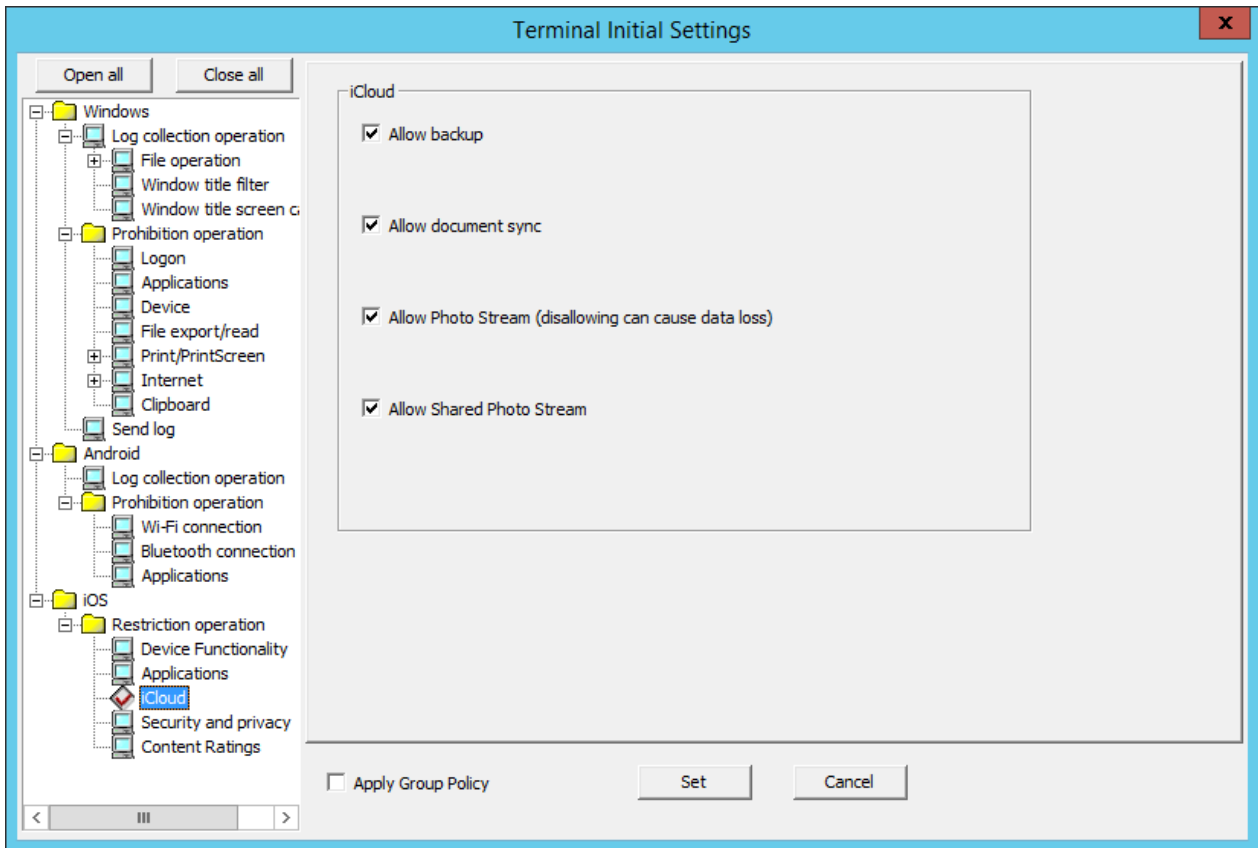 Terminal Initial Settings
x
Open all
Close all
Windows
Log collection operation
File operation
Window title filter
Window title screen ca
Prohibition operation
Logon
Applications
Device
File export/read
Print/PrintScreen
Internet
Clipboard
Send log
Android
Log collection operation
Prohibition operation
Wi-Fi connection
Bluetooth connection
Applications
iOS
Restriction operation
Device Functionality
Applications
iCloud
Security and privacy
Content Ratings
iCloud
Allow backup
Allow document sync
Allow Photo Stream (disallowing can cause data loss)
Allow Shared Photo Stream
Apply Group Policy
Set
Cancel